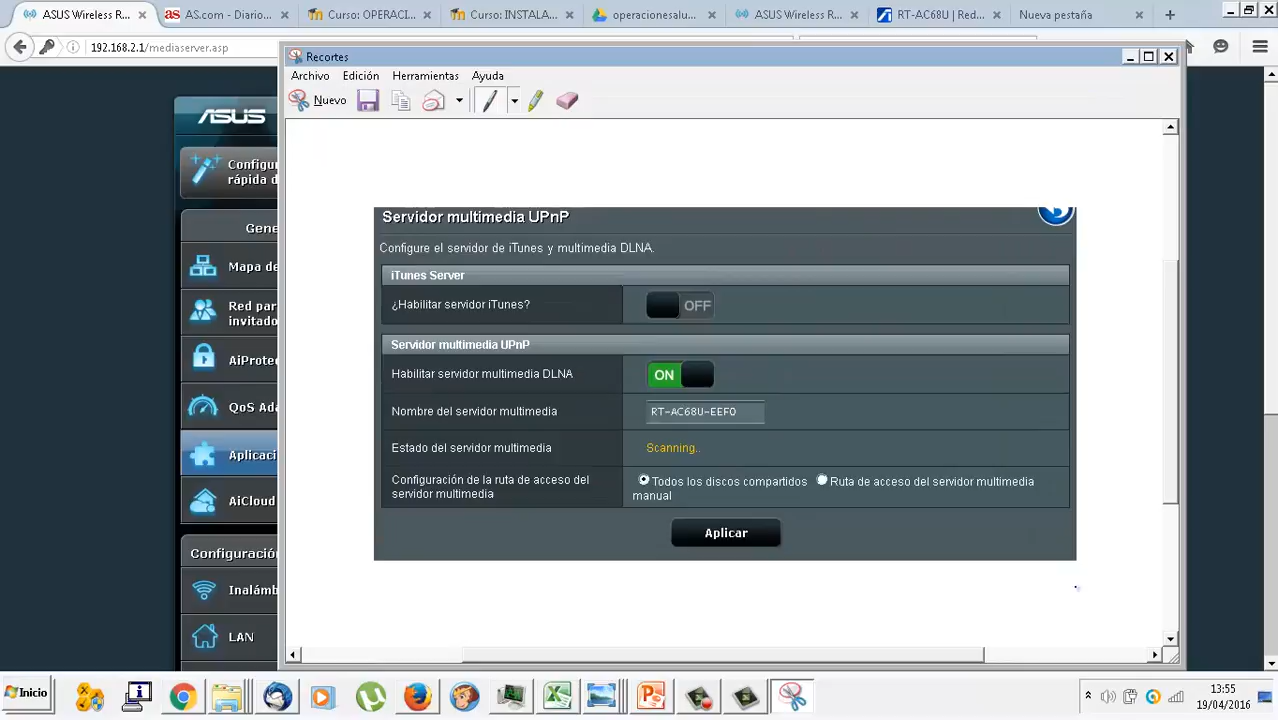 ASUS Wireless R...
AS.com - Diario...
Curso: OPERACI...
Curso: INSTALA...
operacionesalu...
ASUS Wireless R...
RT-AC68U | Red...
Nueva pestaña
192.168.2.1/mediaserver.asp
Recortes
Archivo Edición Herramientas Ayuda
Nuevo
ASUS
Configu
rápida d
Gene
Mapa de
Red par
invitado
AiProte
QoS Ada
Aplicaci
AiCloud
Configuración
Inalámb
LAN
Servidor multimedia UPnP
Configure el servidor de iTunes y multimedia DLNA.
iTunes Server
¿Habilitar servidor iTunes? OFF
Servidor multimedia UPnP
Habilitar servidor multimedia DLNA ON
Nombre del servidor multimedia RT-AC68U-EEF0
Estado del servidor multimedia Scanning..
Configuración de la ruta de acceso del
servidor multimedia
Todos los discos compartidos Ruta de acceso del servidor multimedia
manual
Aplicar
Inicio
13:55
19/04/2016